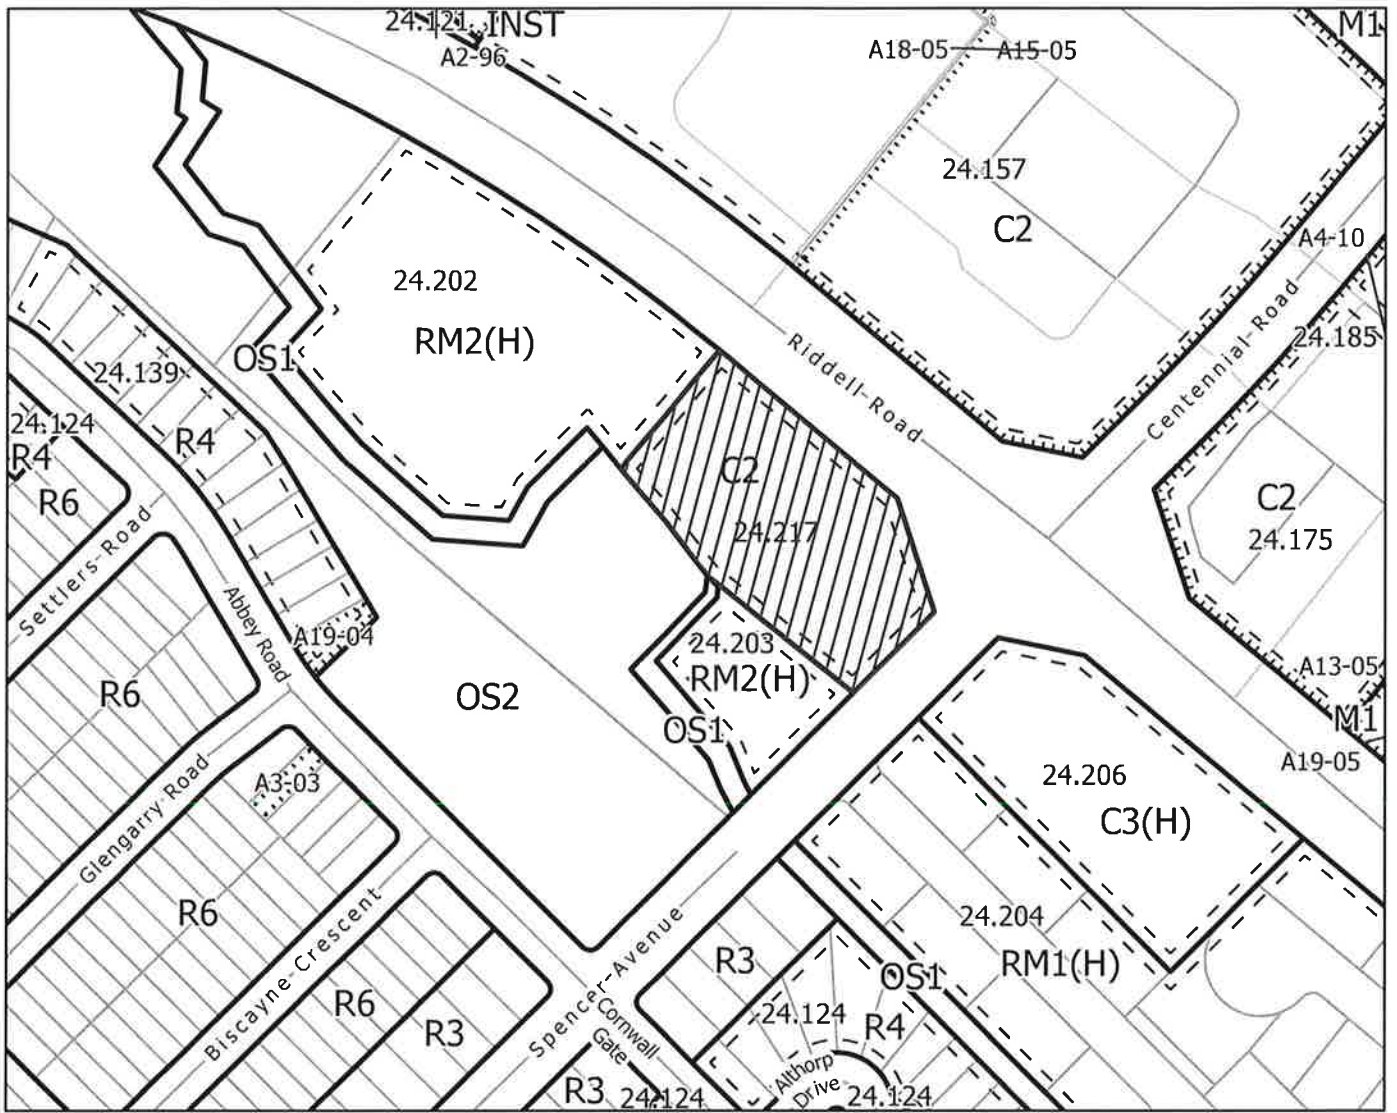 24.121
INST
M1
A2-96
A18-05
A15-05
24.157
C2
A4-10
24.202
RM2(H)
Riddell Road
Centennial Road
24.185
OS1
24.139
24.124
R4
R4
R6
C2
24.217
C2
24.175
Settlers Road
Abbey Road
A19-04
24.203
RM2(H)
A13-05
R6
OS2
OS1
M1
A19-05
24.206
C3(H)
A3-03
Glengarry Road
R6
24.204
RM1(H)
Biscayne Crescent
Spencer Avenue
R3
OS1
R6
R3
24.124
R4
Cornwall
Gate
Althorp
Drive
R3
24.124
24.124